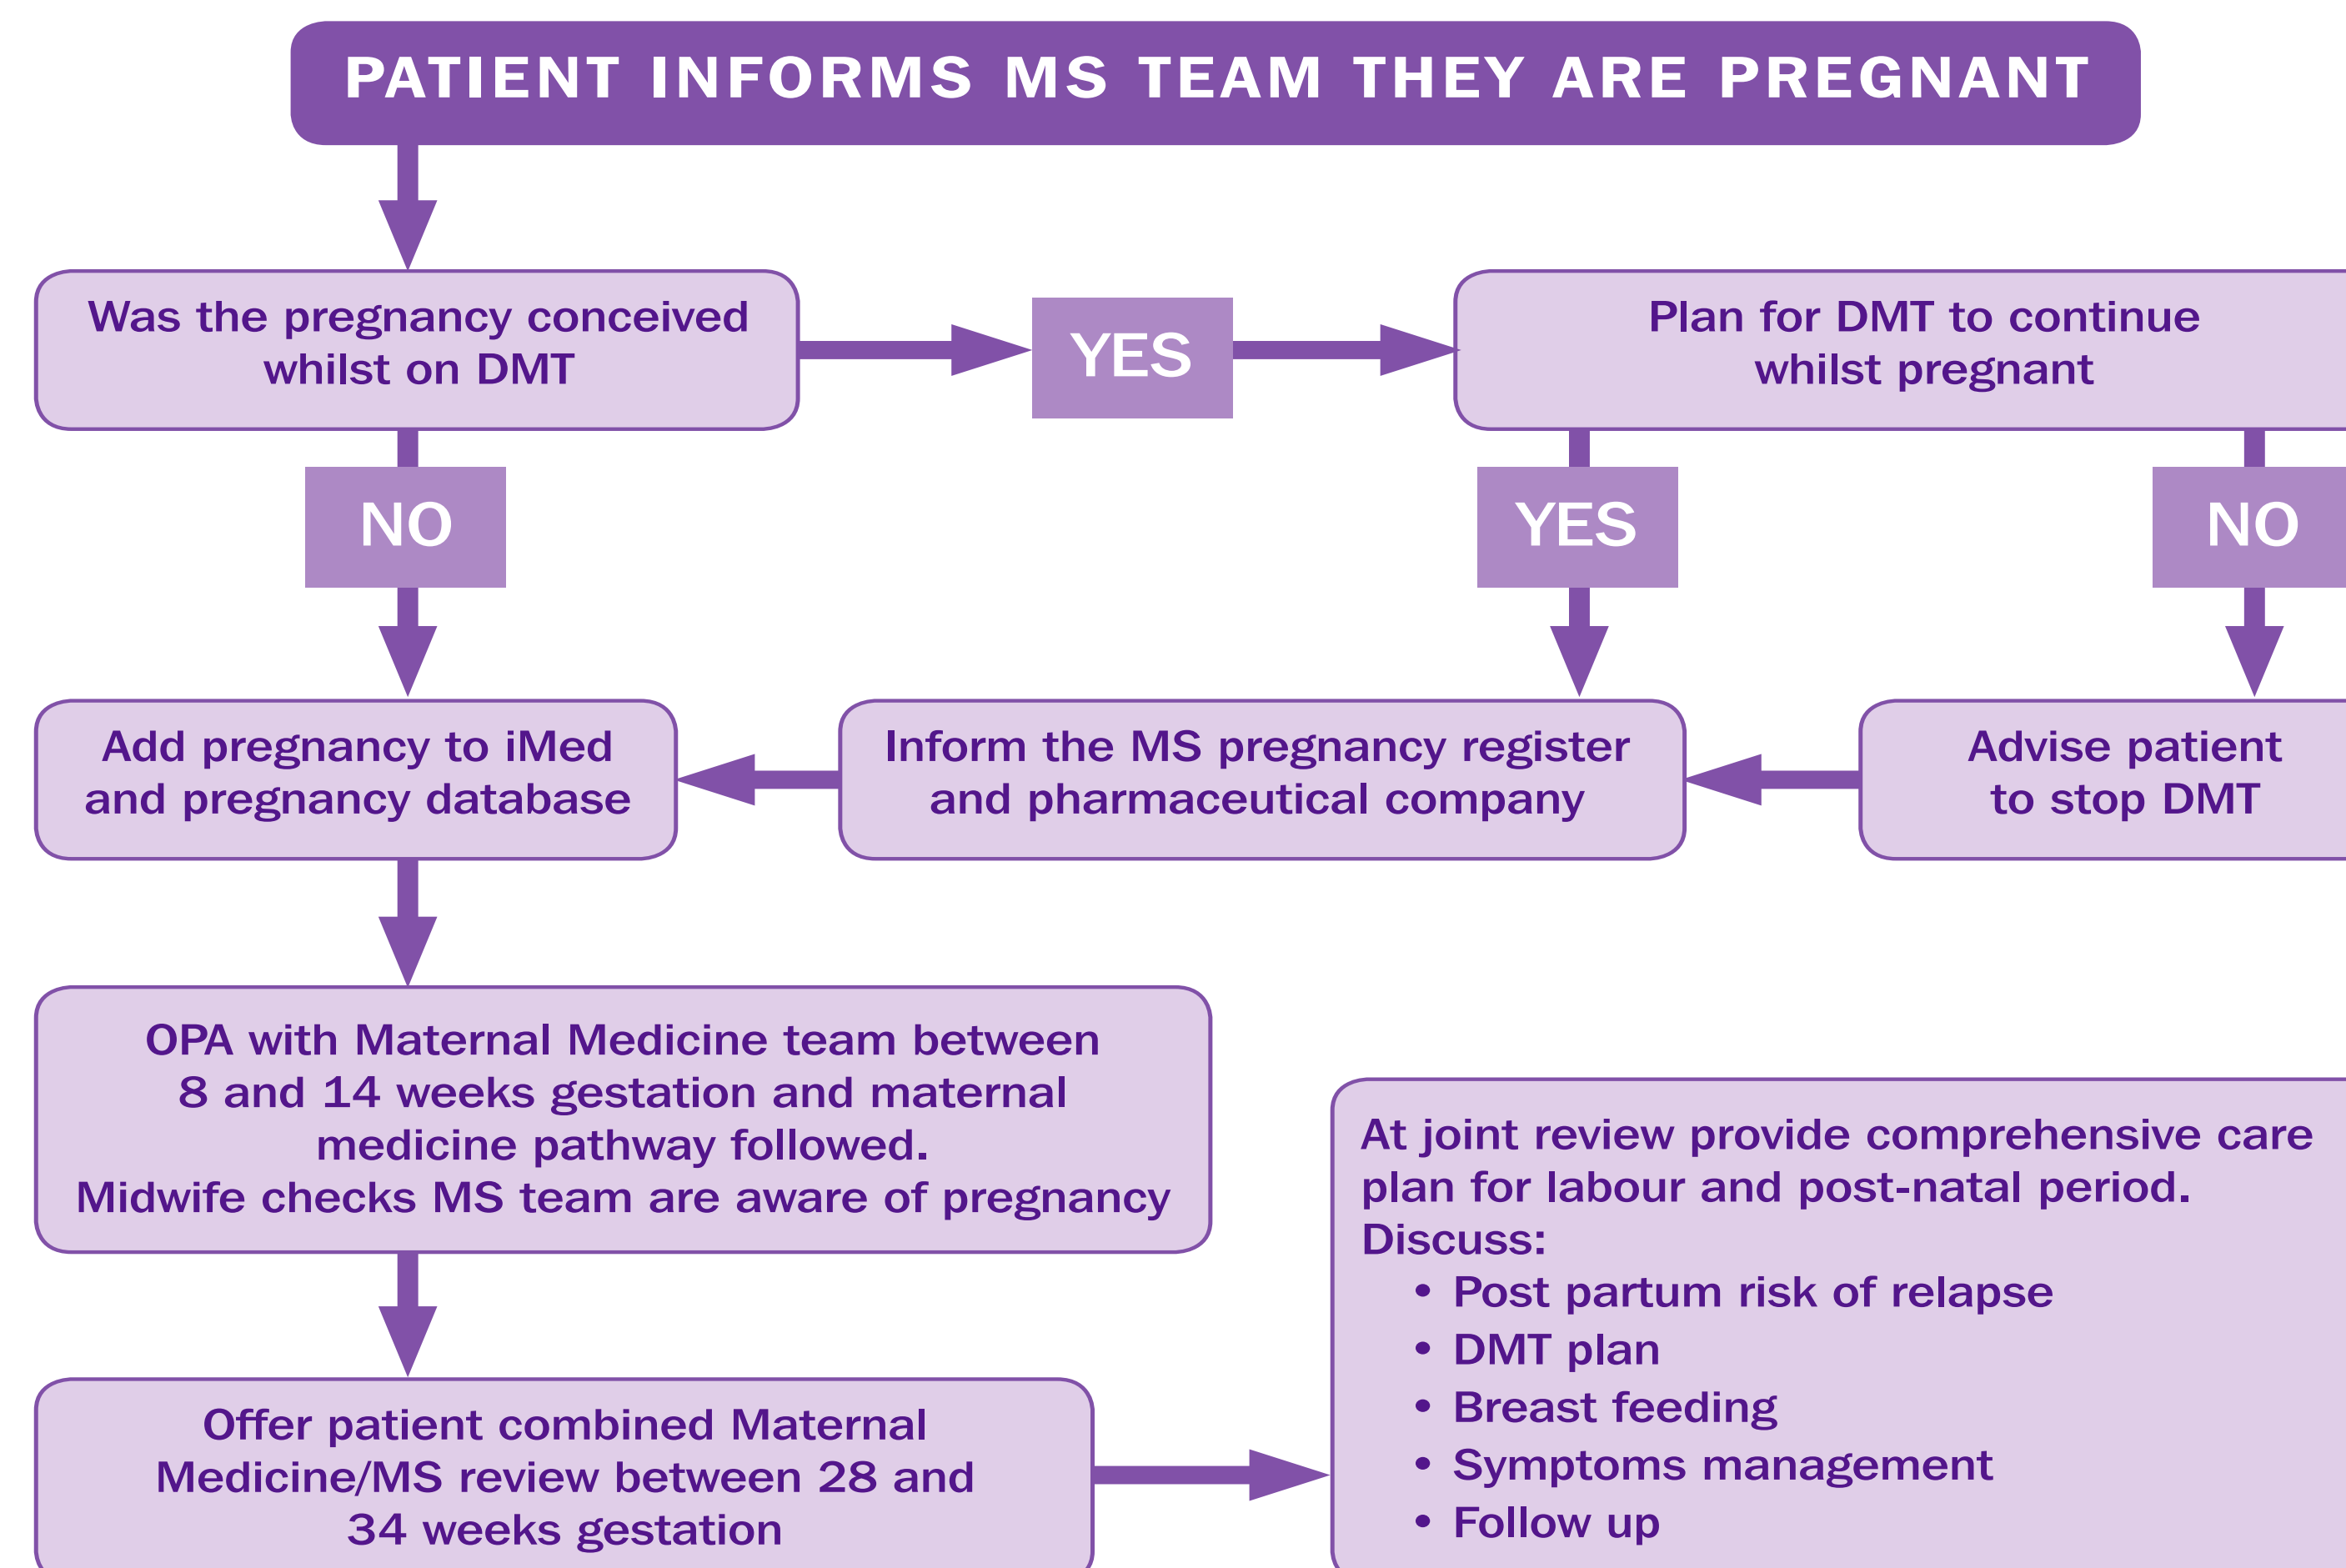 PATIENT INFORMS MS TEAM THEY ARE PREGNANT
Was the pregnancy conceived
whilst on DMT
YES
Plan for DMT to continue
whilst pregnant
NO
YES
NO
Add pregnancy to iMed
and pregnancy database
Inform the MS pregnancy register
and pharmaceutical company
Advise patient
to stop DMT
OPA with Maternal Medicine team between
8 and 14 weeks gestation and maternal
medicine pathway followed.
Midwife checks MS team are aware of pregnancy
Offer patient combined Maternal
Medicine/MS review between 28 and
34 weeks gestation
At joint review provide comprehensive care
plan for labour and post-natal period.
Discuss:
• Post partum risk of relapse
• DMT plan
• Breast feeding
• Symptoms management
• Follow up